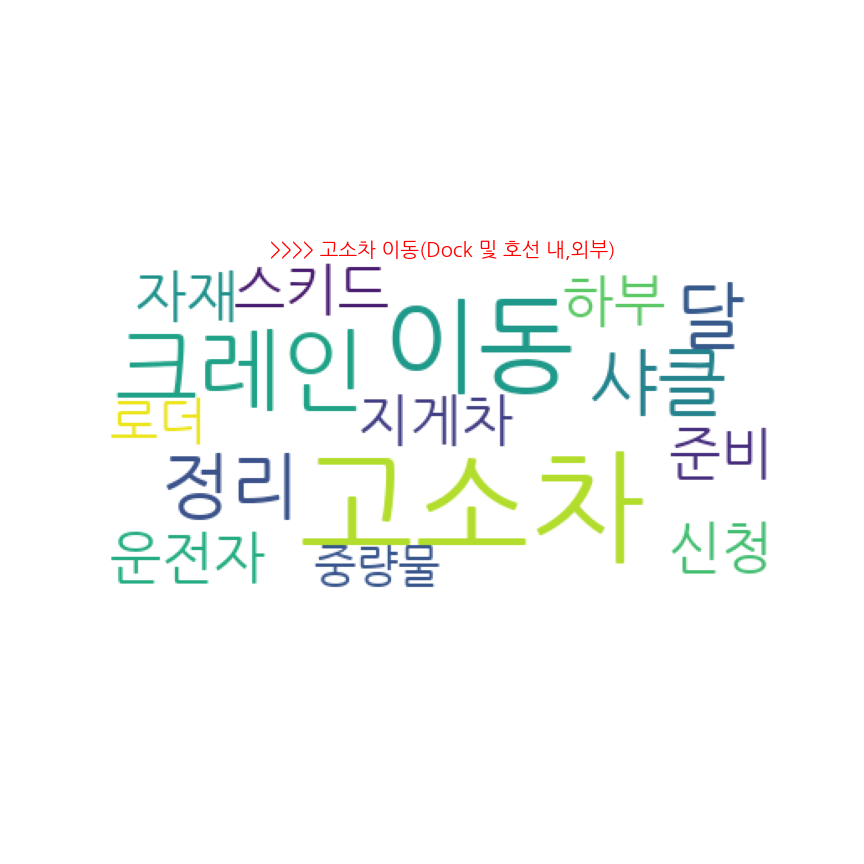 >>>> 고소차 이동(Dock 및 호선 내,외부)
자재
스키드
이동
하부
달
크레인
샤클
로더
지게차
준비
정리
고소차
운전자
중량물
신청